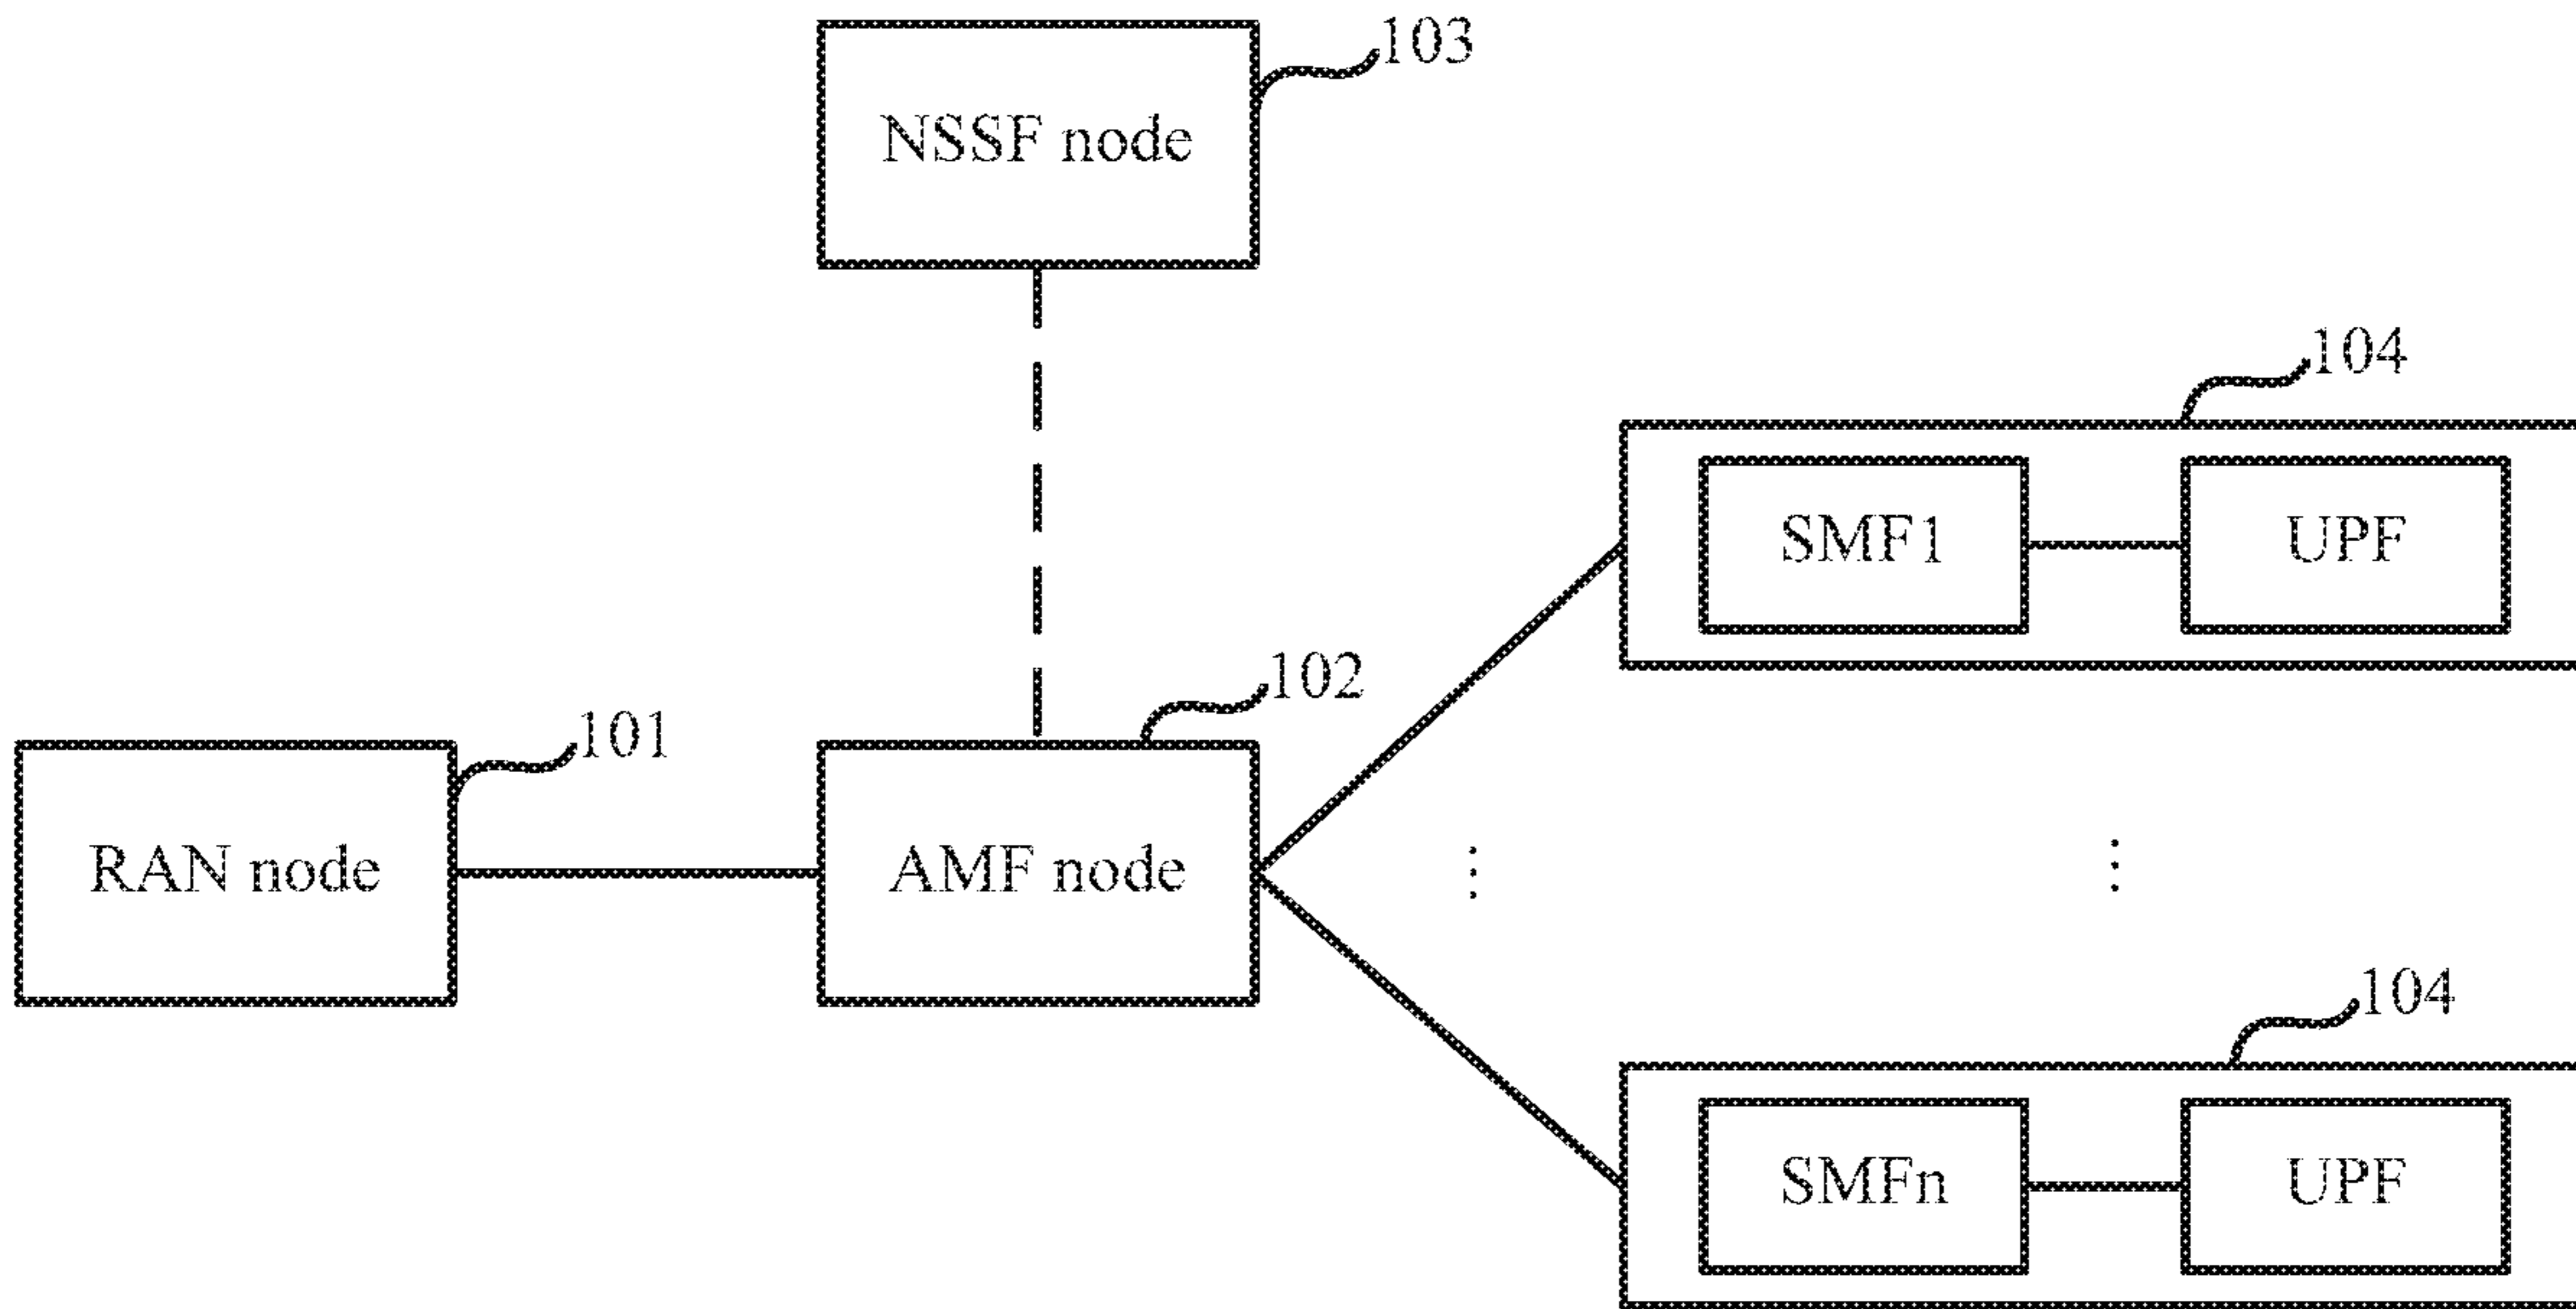 103
NSSF node
104
SMF1
UPF
102
101
RAN node
AMF node
104
SMFn
UPF